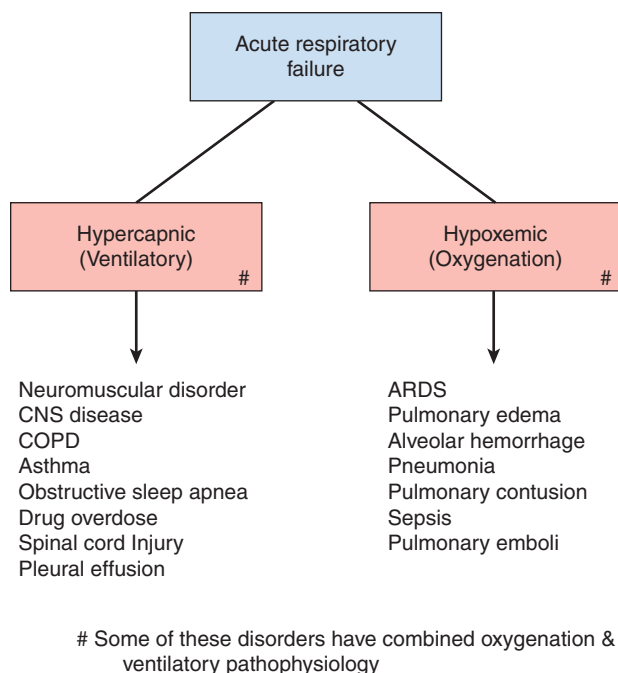 Acute respiratory
failure
Hypercapnic
(Ventilatory)
#
Hypoxemic
(Oxygenation)
#
Neuromuscular disorder
CNS disease
COPD
Asthma
Obstructive sleep apnea
Drug overdose
Spinal cord Injury
Pleural effusion
ARDS
Pulmonary edema
Alveolar hemorrhage
Pneumonia
Pulmonary contusion
Sepsis
Pulmonary emboli
# Some of these disorders have combined oxygenation &
ventilatory pathophysiology